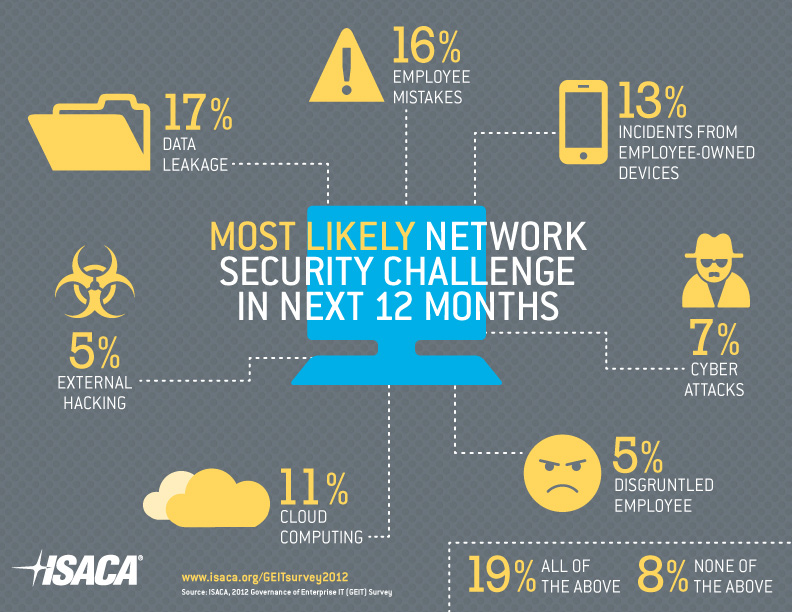 16%
EMPLOYEE
MISTAKES
17%
DATA
LEAKAGE
13%
INCIDENTS FROM
EMPLOYEE-OWNED
DEVICES
MOST LIKELY NETWORK
SECURITY CHALLENGE
IN NEXT 12 MONTHS
5%
EXTERNAL
HACKING
7%
CYBER
ATTACKS
11%
CLOUD
COMPUTING
5%
DISGRUNTLED
EMPLOYEE
19% ALL OF
THE ABOVE
8% NONE OF
THE ABOVE
ISACA®
www.isaca.org/GEITsurvey2012
Source: ISACA, 2012 Governance of Enterprise IT (GEIT) Survey